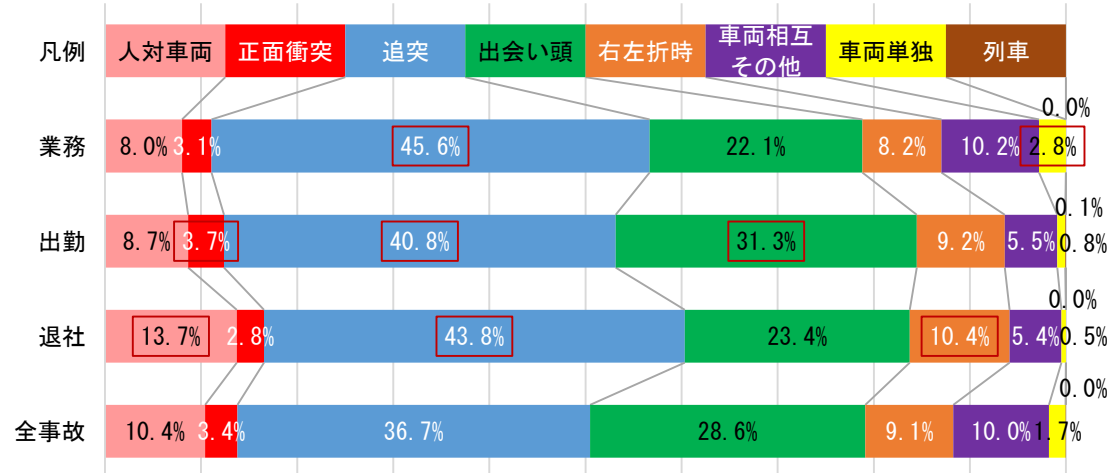 凡例 人対車両 正面衝突 追突 出会い頭 右左折時 車両相互 その他 車両単独 列車
0.0%
業務 8.0% 3.1% 45.6% 22.1% 8.2% 10.2% 2.8%
0.1%
出勤 8.7% 3.7% 40.8% 31.3% 9.2% 5.5% 0.8%
0.0%
退社 13.7% 2.8% 43.8% 23.4% 10.4% 5.4% 0.5%
0.0%
全事故 10.4% 3.4% 36.7% 28.6% 9.1% 10.0% 1.7%